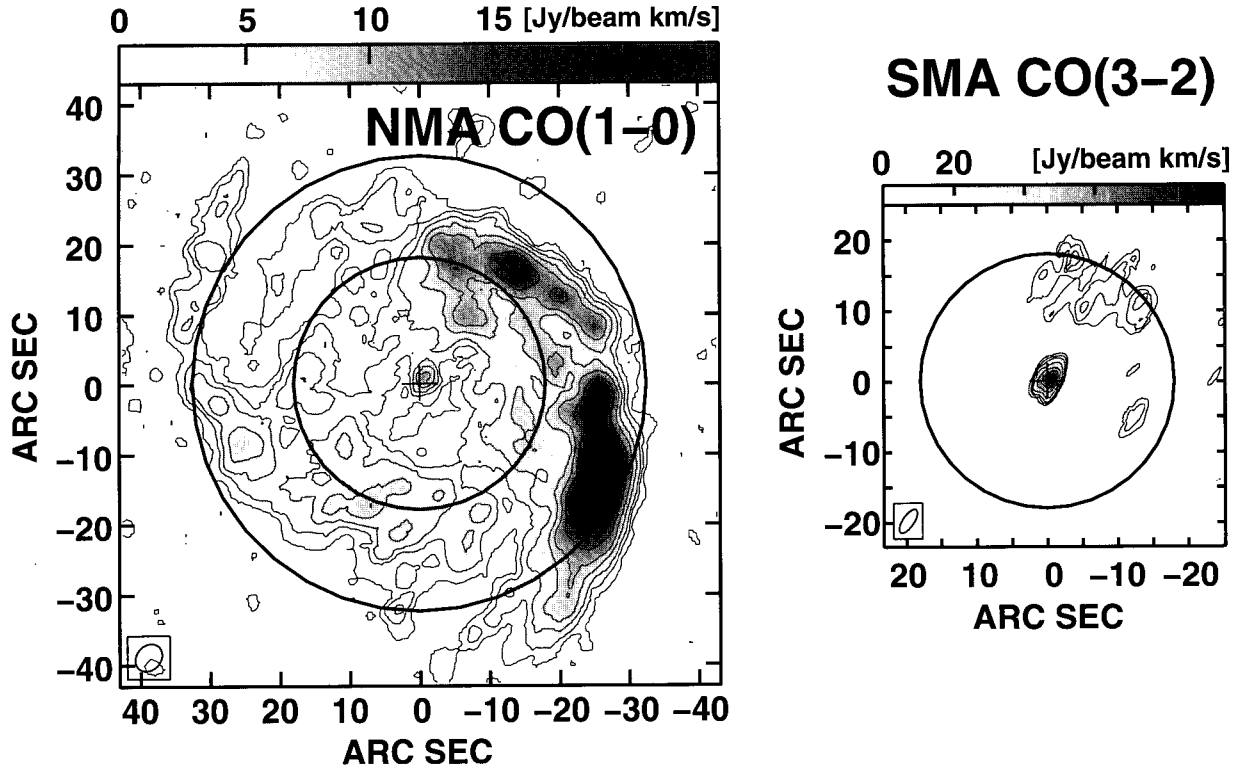 0 5 10 15 [Jy/beam km/s]
NMA CO(1−0)
40
30
20
10
0
−10
−20
−30
−40
ARC SEC
40 30 20 10 0 −10 −20 −30 −40
ARC SEC
SMA CO(3−2)
0 20 [Jy/beam km/s]
20
10
0
−10
−20
ARC SEC
20 10 0 −10 −20
ARC SEC